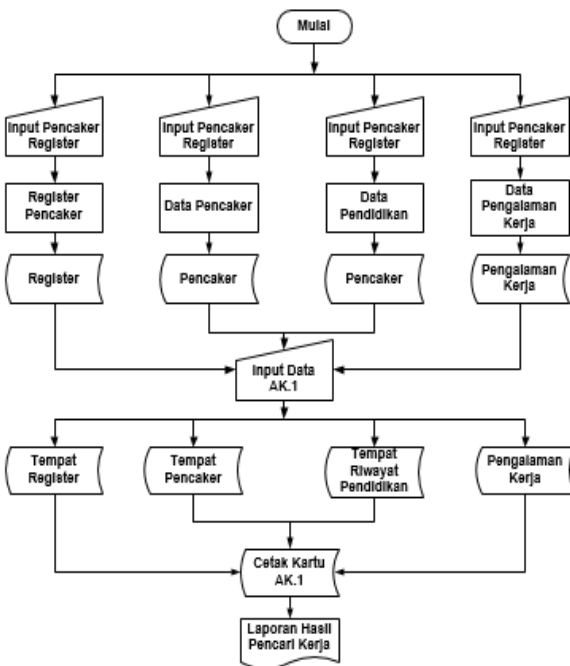 Mulai
Input Pencaker
Register
Input Pencaker
Register
Input Pencaker
Register
Input Pencaker
Register
Register
Pencaker
Data Pencaker
Data
Pendidikan
Data
Pengalaman
Kerja
Register
Pencaker
Pencaker
Pengalaman
Kerja
Input Data
AK.1
Tempat
Register
Tempat
Pencaker
Tempat
Riwayat
Pendidikan
Pengalaman
Kerja
Cetak Kartu
AK.1
Laporan Hasil
Pencari Kerja